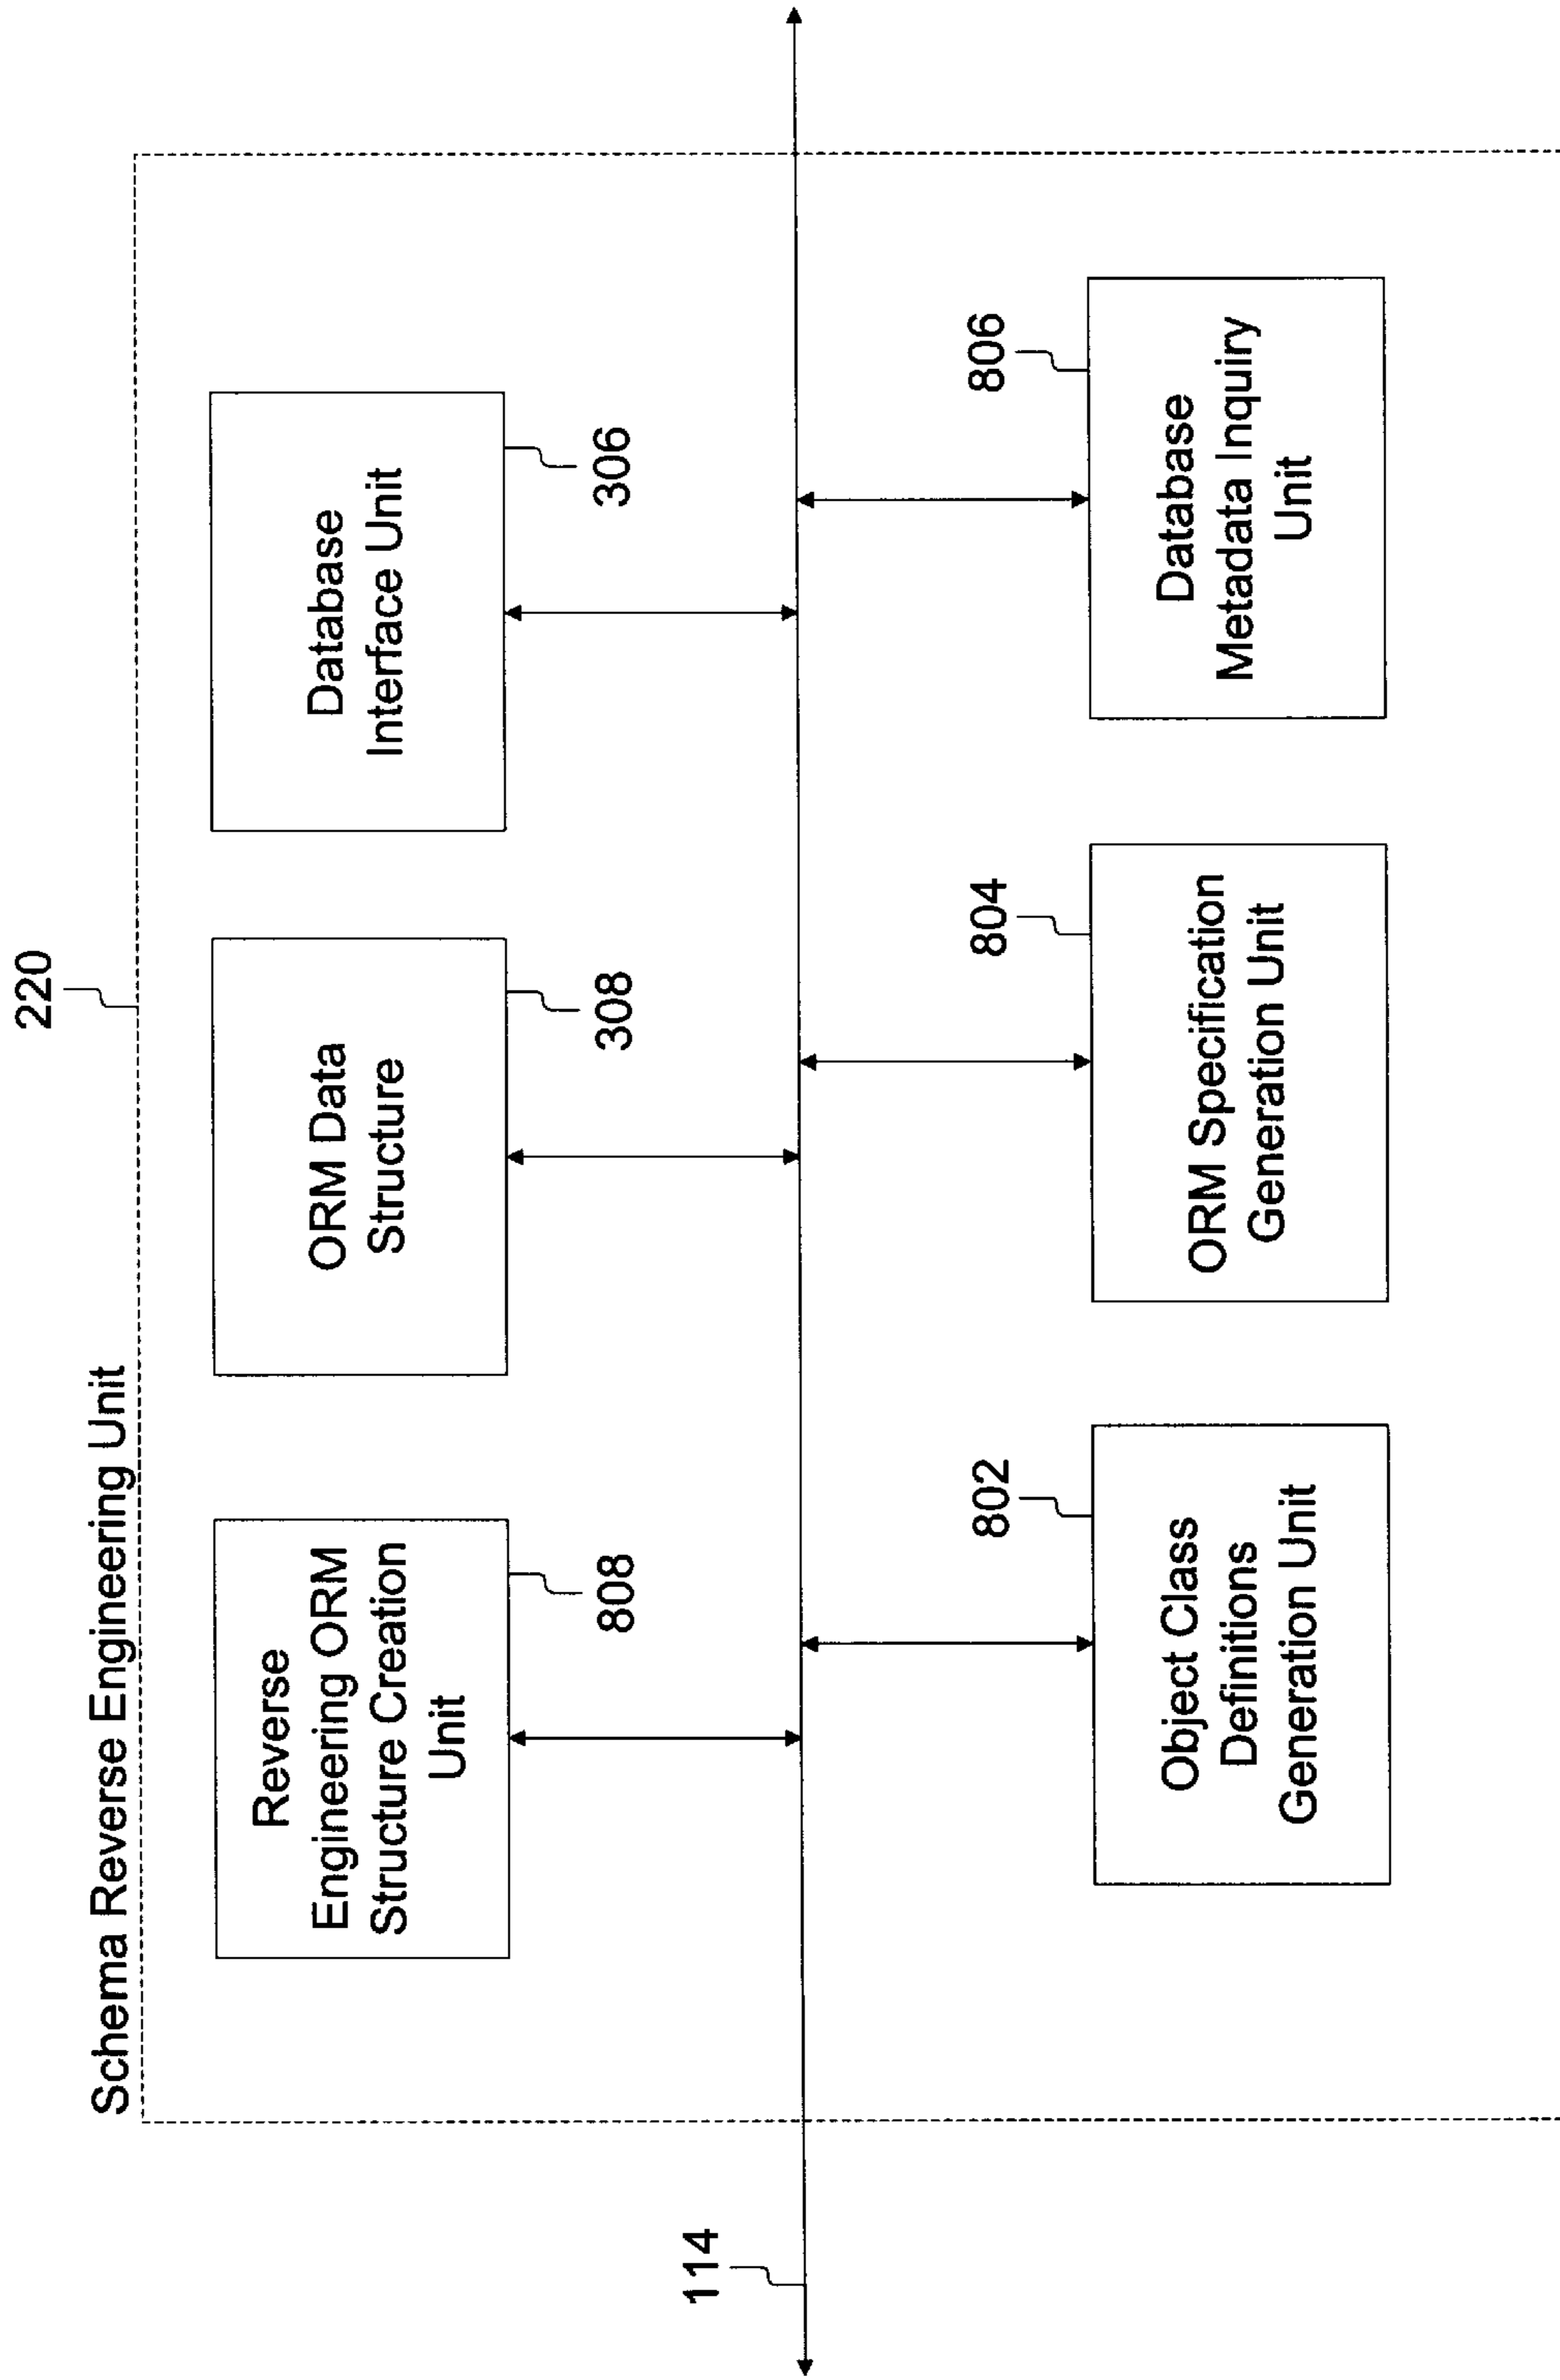 220
Schema Reverse Engineering Unit
Reverse
Engineering ORM
Structure Creation
Unit
808
ORM Data
Structure
308
Database
Interface Unit
306
114
802
Object Class
Definitions
Generation Unit
804
ORM Specification
Generation Unit
806
Database
Metadata Inquiry
Unit